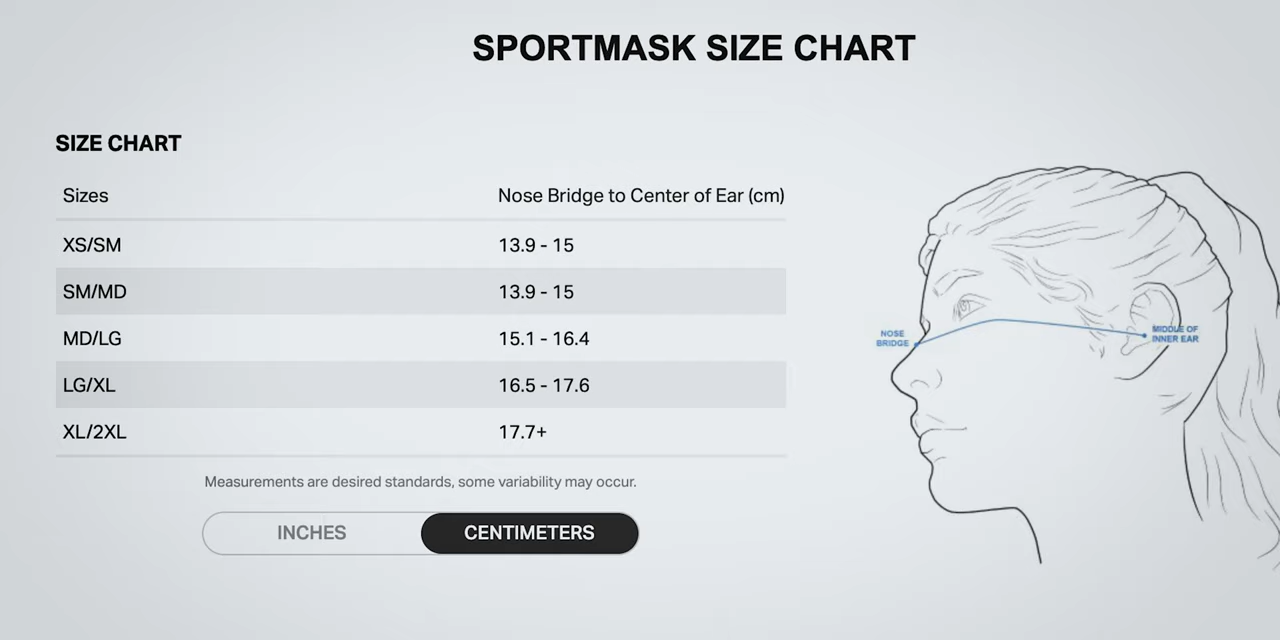 SPORTMASK SIZE CHART
SIZE CHART
Sizes Nose Bridge to Center of Ear (cm)
XS/SM 13.9 - 15
SM/MD 13.9 - 15
MD/LG 15.1 - 16.4
LG/XL 16.5 - 17.6
XL/2XL 17.7+
Measurements are desired standards, some variability may occur.
INCHES CENTIMETERS
NOSE
BRIDGE
MIDDLE OF
INNER EAR